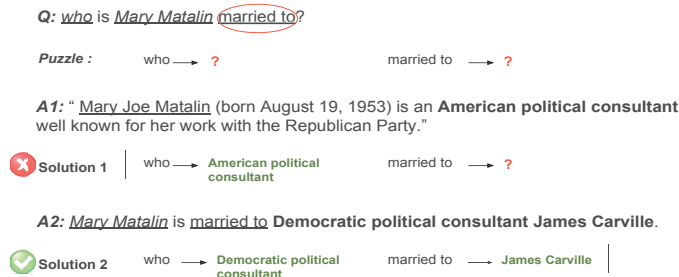 Q: who is Mary Matalin married to?
Puzzle : who ? married to ?
A1: “ Mary Joe Matalin (born August 19, 1953) is an American political consultant
well known for her work with the Republican Party.”
Solution 1 who American political married to ?
consultant
A2: Mary Matalin is married to Democratic political consultant James Carville.
Solution 2 who Democratic political married to James Carville
consultant